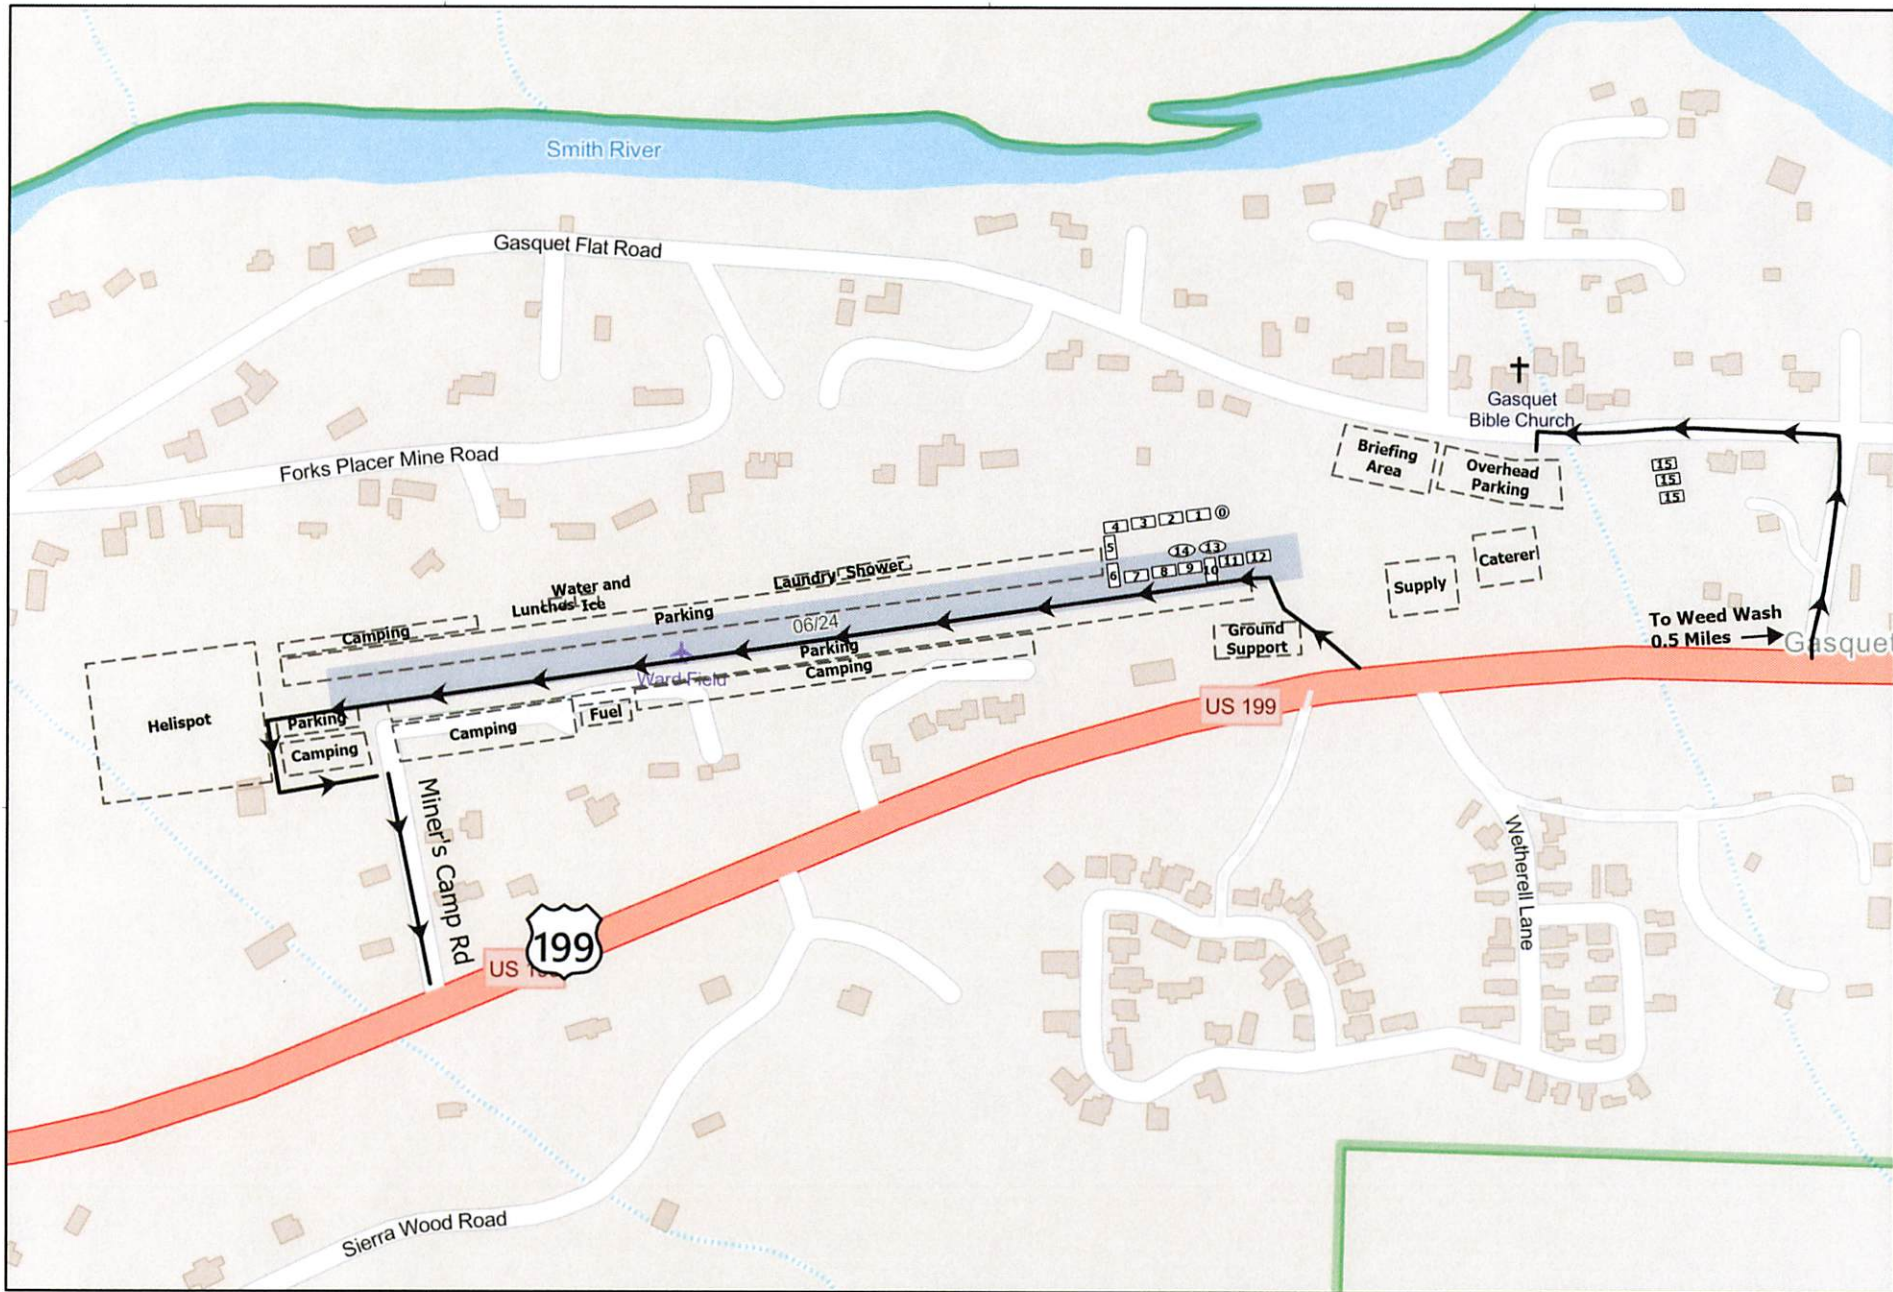 Smith River
Gasquet Flat Road
Gasquet
Bible Church
Forks Placer Mine Road
Briefing
Area
Overhead
Parking
15
15
15
4 3 2 1 0
5
14 13
6 7 8 9 10 11 12
Caterer
Supply
Laundry Shower
Water and
Lunches Ice
Camping
Parking
06/24
Parking
Camping
Ward Field
Ground
Support
To Weed Wash
0.5 Miles
Gasquet
Helispot
Parking
Camping
Camping
Fuel
US 199
Miner's Camp Rd
Wetherell Lane
US
199
Sierra Wood Road